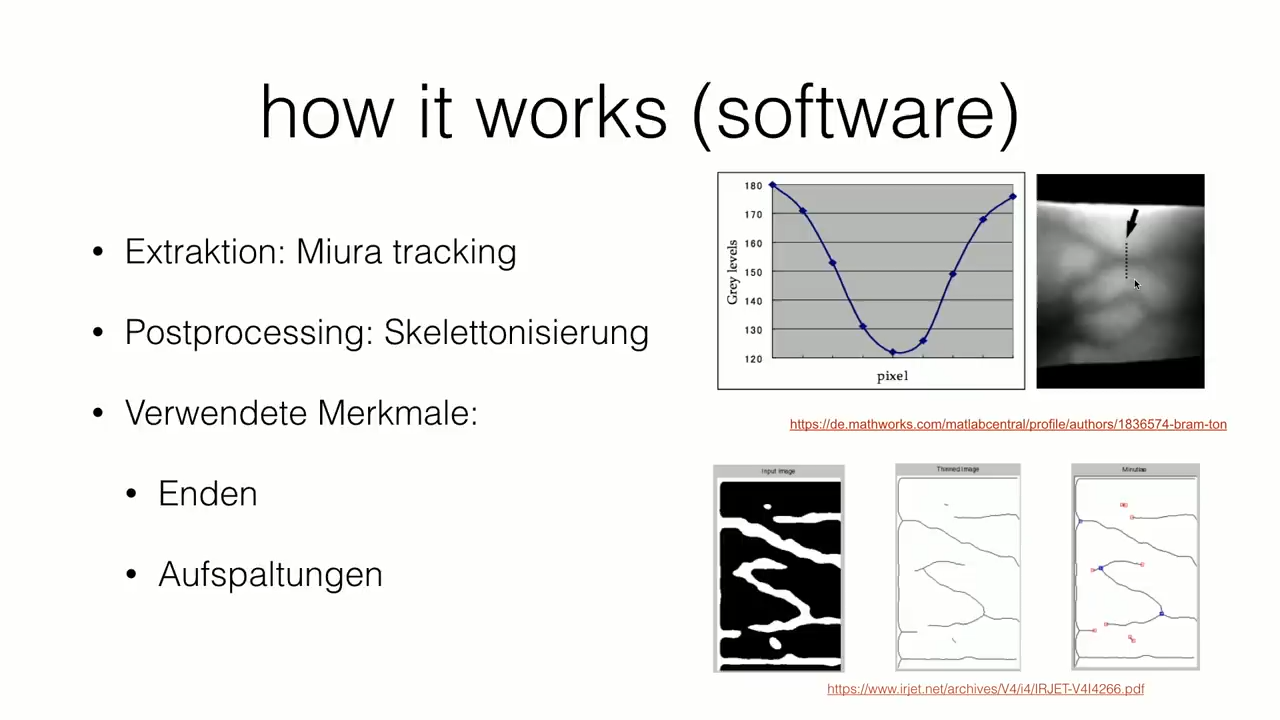 how it works (software)
• Extraktion: Miura tracking
• Postprocessing: Skelettonisierung
• Verwendete Merkmale:
• Enden
• Aufspaltungen
180
170
160
150
140
130
120
Grey levels
pixel
https://de.mathworks.com/matlabcentral/profile/authors/1836574-bram-ton
Input Image
Thinned Image
Minutiae
https://www.irjet.net/archives/V4/i4/IRJET-V4I4266.pdf